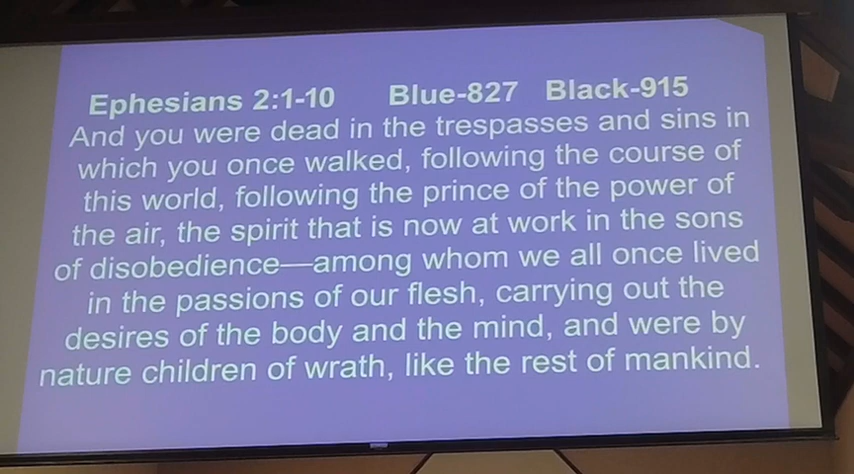 Ephesians 2:1-10 Blue-827 Black-915
And you were dead in the trespasses and sins in
which you once walked, following the course of
this world, following the prince of the power of
the air, the spirit that is now at work in the sons
of disobedience—among whom we all once lived
in the passions of our flesh, carrying out the
desires of the body and the mind, and were by
nature children of wrath, like the rest of mankind.